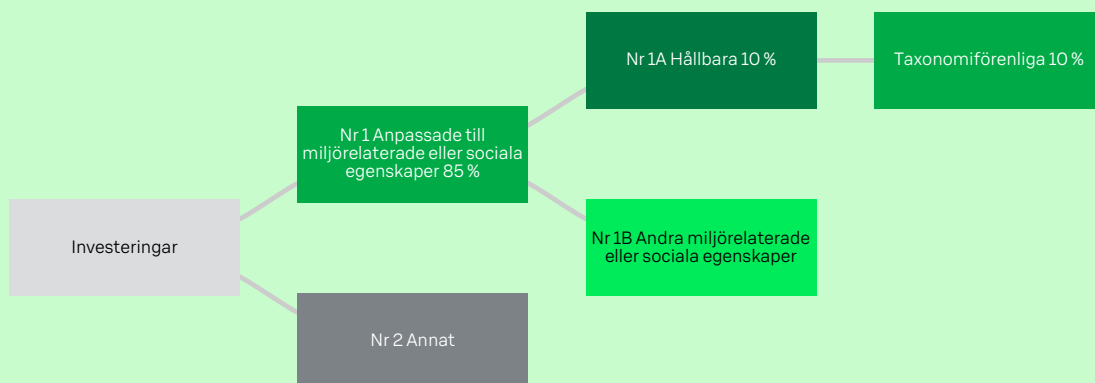 Nr 1A Hållbara 10 %
Taxonomiförenliga 10 %
Nr 1 Anpassade till
miljörelaterade eller sociala
egenskaper 85 %
Investeringar
Nr 1B Andra miljörelaterade
eller sociala egenskaper
Nr 2 Annat